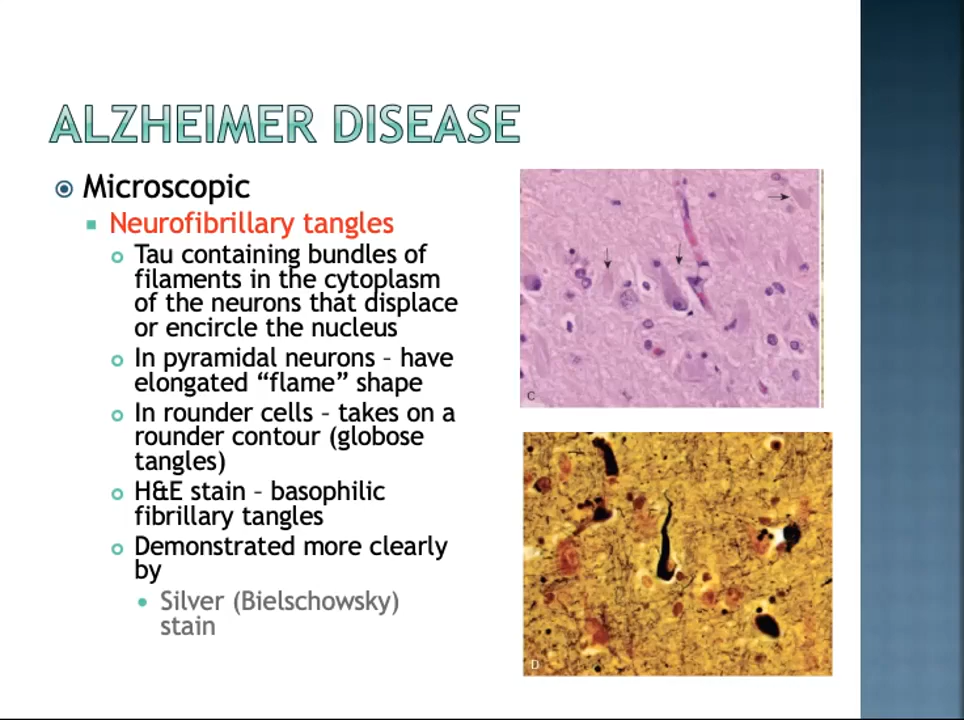 ALZHEIMER DISEASE
Microscopic
Neurofibrillary tangles
Tau containing bundles of
filaments in the cytoplasm
of the neurons that displace
or encircle the nucleus
In pyramidal neurons – have
elongated “flame” shape
In rounder cells – takes on a
rounder contour (globose
tangles)
H&E stain – basophilic
fibrillary tangles
Demonstrated more clearly
by
Silver (Bielschowsky)
stain
C
D